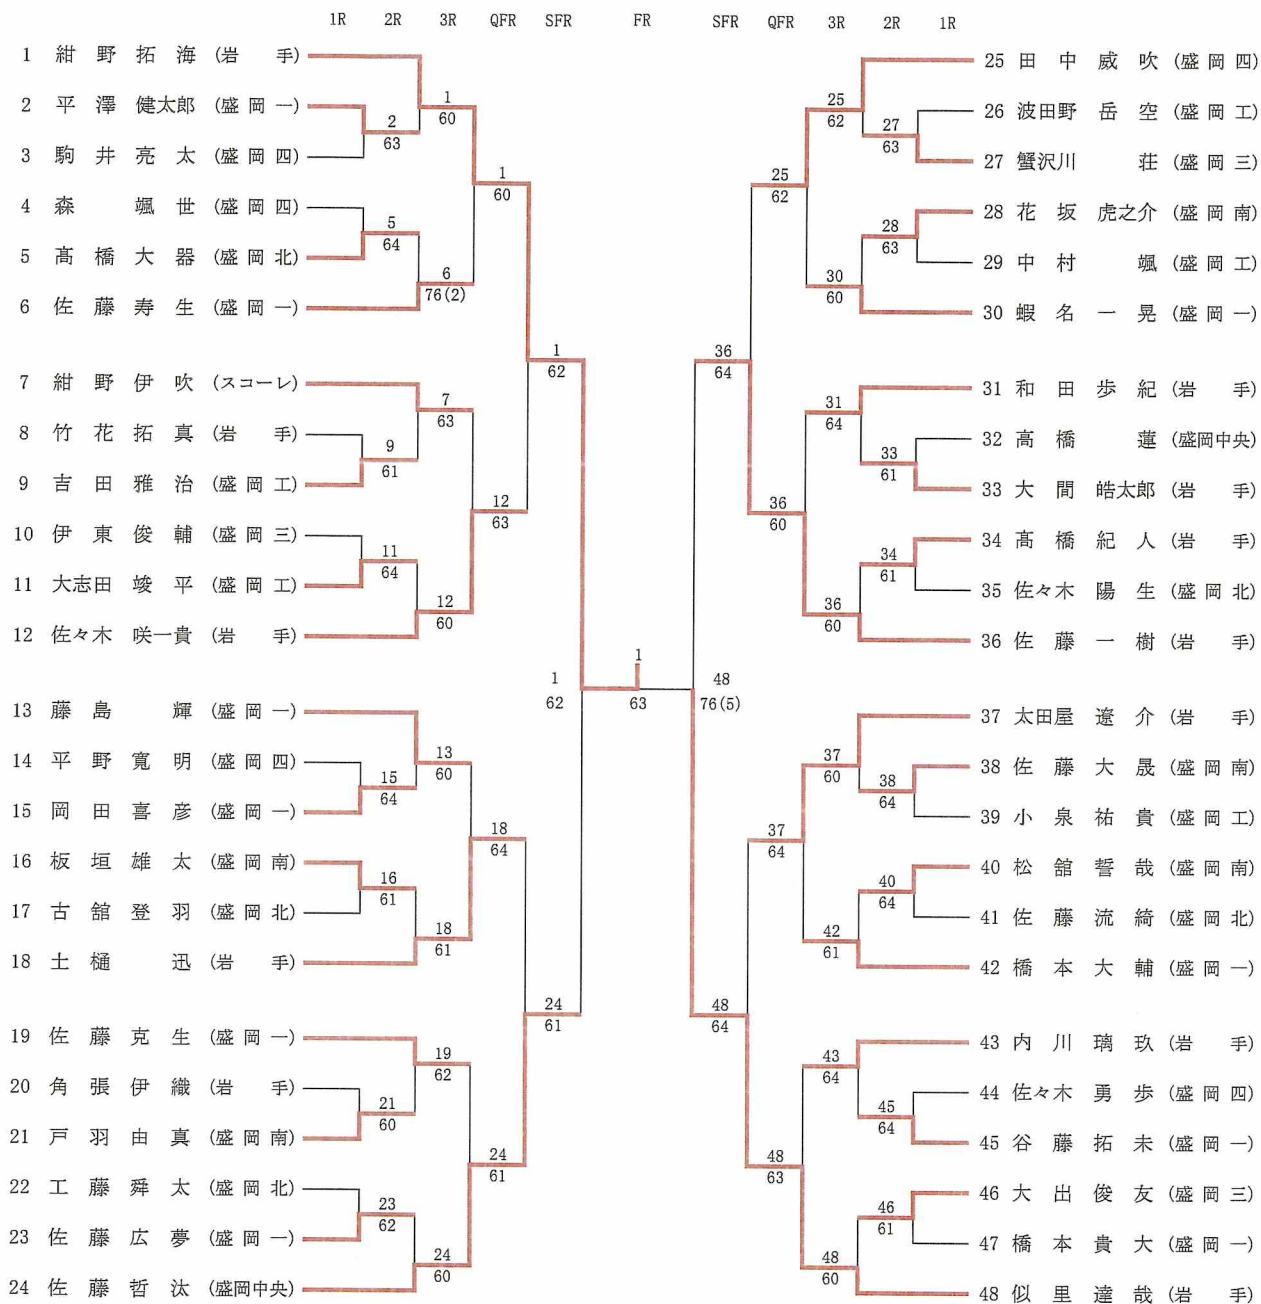 1R 2R 3R QFR SFR FR SFR QFR 3R 2R 1R
1 紺野拓海 (岩手)
2 平澤健太郎 (盛岡一)
3 駒井亮太 (盛岡四)
4 森颯世 (盛岡四)
5 髙橋大器 (盛岡北)
6 佐藤寿生 (盛岡一)
7 紺野伊吹 (スコーレ)
8 竹花拓真 (岩手)
9 吉田雅治 (盛岡工)
10 伊東俊輔 (盛岡三)
11 大志田竣平 (盛岡工)
12 佐々木咲一貴 (岩手)
13 藤島輝 (盛岡一)
14 平野寛明 (盛岡四)
15 岡田喜彦 (盛岡一)
16 板垣雄太 (盛岡南)
17 古舘登羽 (盛岡北)
18 土樋迅 (岩手)
19 佐藤克生 (盛岡一)
20 角張伊織 (岩手)
21 戸羽由真 (盛岡南)
22 工藤舜太 (盛岡北)
23 佐藤広夢 (盛岡一)
24 佐藤哲汰 (盛岡中央)
2
63
5
64
9
61
11
64
15
64
16
61
21
60
23
62
1
60
6
76(2)
7
63
12
60
13
60
18
61
19
62
24
60
1
60
12
63
18
64
24
61
1
62
24
61
1
62
1
63
48
76(5)
36
64
48
64
25
62
36
60
37
64
48
63
25
62
30
60
31
64
36
60
37
60
42
61
43
64
48
60
27
63
28
63
33
61
34
61
38
64
40
64
45
64
46
61
25 田中威吹 (盛岡四)
26 波田野岳空 (盛岡工)
27 蟹沢川荘 (盛岡三)
28 花坂虎之介 (盛岡南)
29 中村颯 (盛岡工)
30 蝦名一晃 (盛岡一)
31 和田歩紀 (岩手)
32 高橋蓮 (盛岡中央)
33 大間皓太郎 (岩手)
34 髙橋紀人 (岩手)
35 佐々木陽生 (盛岡北)
36 佐藤一樹 (岩手)
37 太田屋遼介 (岩手)
38 佐藤大晟 (盛岡南)
39 小泉祐貴 (盛岡工)
40 松舘誓哉 (盛岡南)
41 佐藤流綺 (盛岡北)
42 橋本大輔 (盛岡一)
43 内川璃玖 (岩手)
44 佐々木勇歩 (盛岡四)
45 谷藤拓未 (盛岡一)
46 大出俊友 (盛岡三)
47 橋本貴大 (盛岡一)
48 似里達哉 (岩手)